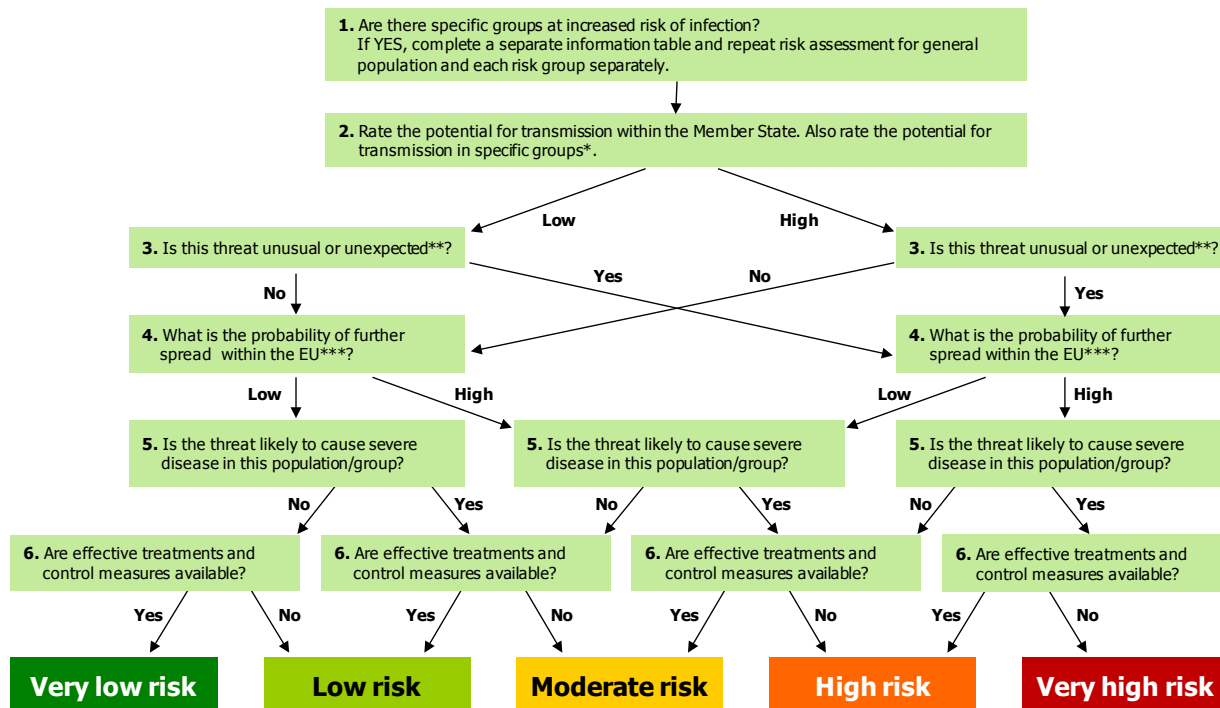 1. Are there specific groups at increased risk of infection?
If YES, complete a separate information table and repeat risk assessment for general
population and each risk group separately.
2. Rate the potential for transmission within the Member State. Also rate the potential for
transmission in specific groups*.
Low
High
3. Is this threat unusual or unexpected**?
3. Is this threat unusual or unexpected**?
Yes
No
No
Yes
4. What is the probability of further
spread within the EU***?
4. What is the probability of further
spread within the EU***?
Low
High
Low
High
5. Is the threat likely to cause severe
disease in this population/group?
5. Is the threat likely to cause severe
disease in this population/group?
5. Is the threat likely to cause severe
disease in this population/group?
No
Yes
No
Yes
No
Yes
6. Are effective treatments and
control measures available?
6. Are effective treatments and
control measures available?
6. Are effective treatments and
control measures available?
6. Are effective treatments and
control measures available?
Yes
No
Yes
No
Yes
No
Yes
No
Very low risk
Low risk
Moderate risk
High risk
Very high risk